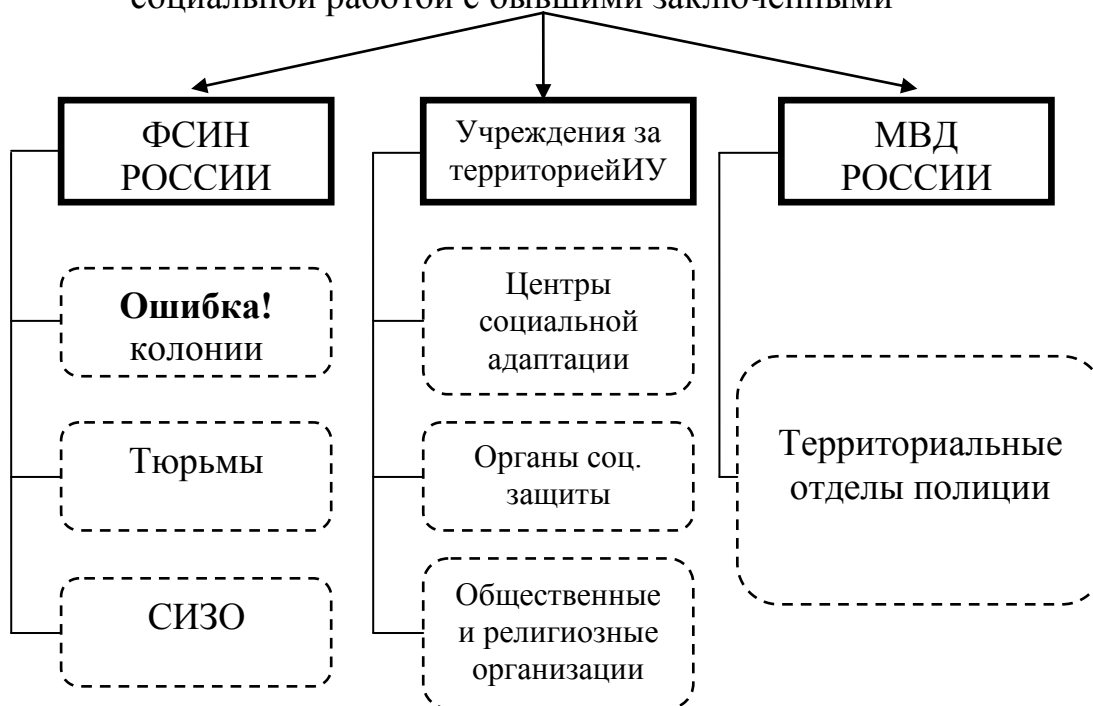 социальной работой с бывшими заключенными
ФСИН
РОССИИ
Ошибка!
колонии
Тюрьмы
СИЗО
Учреждения за
территориейИУ
Центры
социальной
адаптации
Органы соц.
защиты
Общественные
и религиозные
организации
МВД
РОССИИ
Территориальные
отделы полиции